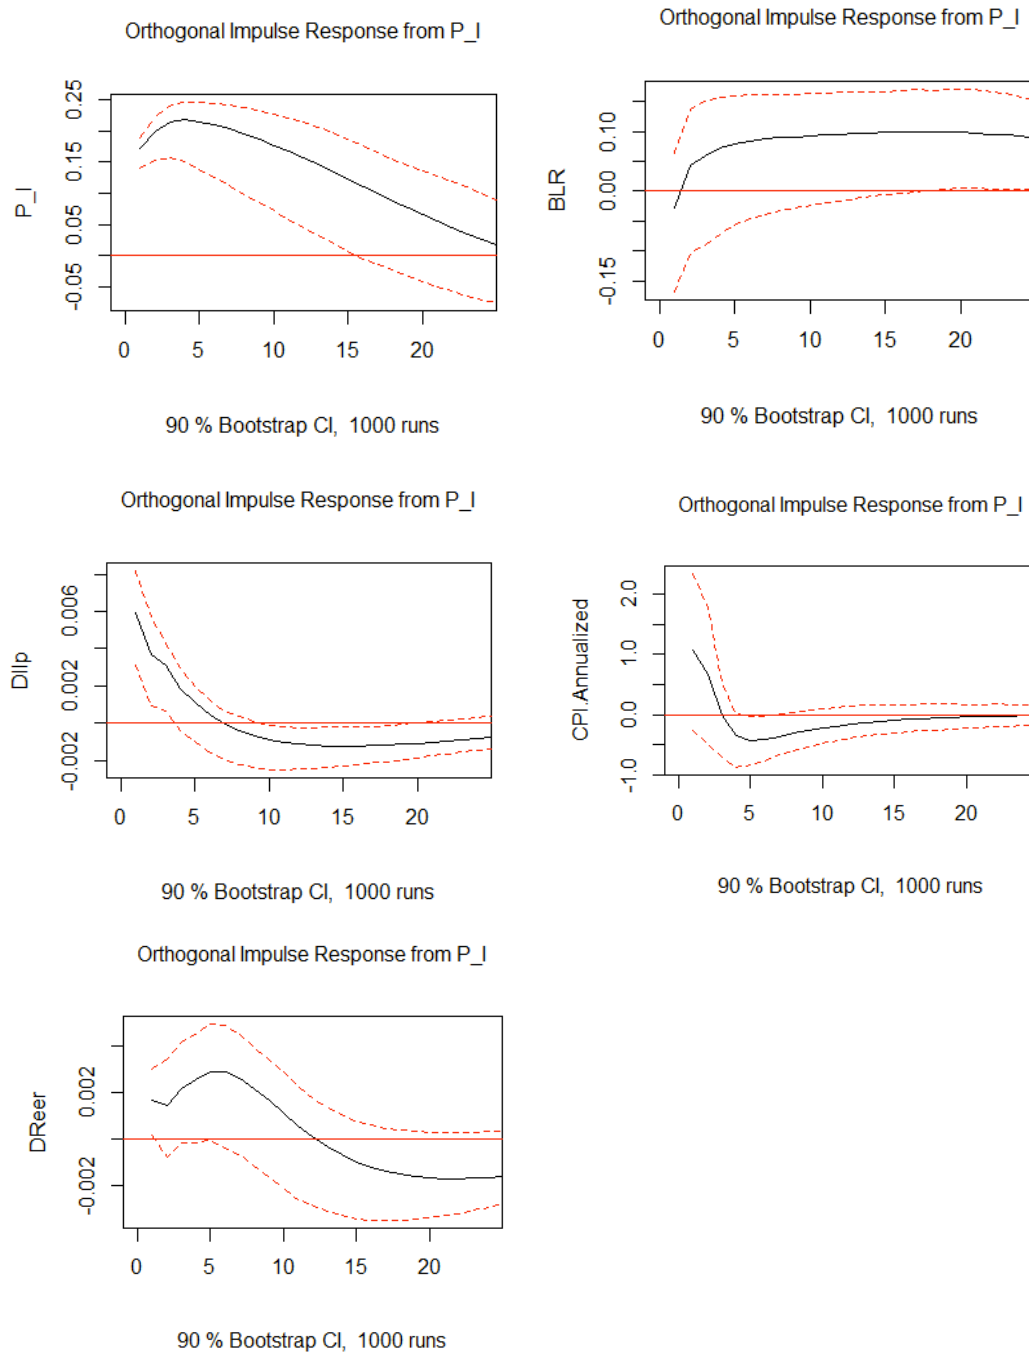 Orthogonal Impulse Response from P_I
P_I
0.25
0.15
0.05
-0.05
0 5 10 15 20
90 % Bootstrap CI, 1000 runs
Orthogonal Impulse Response from P_I
BLR
0.10
0.00
-0.15
0 5 10 15 20
90 % Bootstrap CI, 1000 runs
Orthogonal Impulse Response from P_I
0.006
0.002
-0.002
0 5 10 15 20
90 % Bootstrap CI, 1000 runs
Orthogonal Impulse Response from P_I
CPI.Annualized
2.0
1.0
0.0
-1.0
0 5 10 15 20
90 % Bootstrap CI, 1000 runs
Orthogonal Impulse Response from P_I
DReer
0.002
-0.002
0 5 10 15 20
90 % Bootstrap CI, 1000 runs